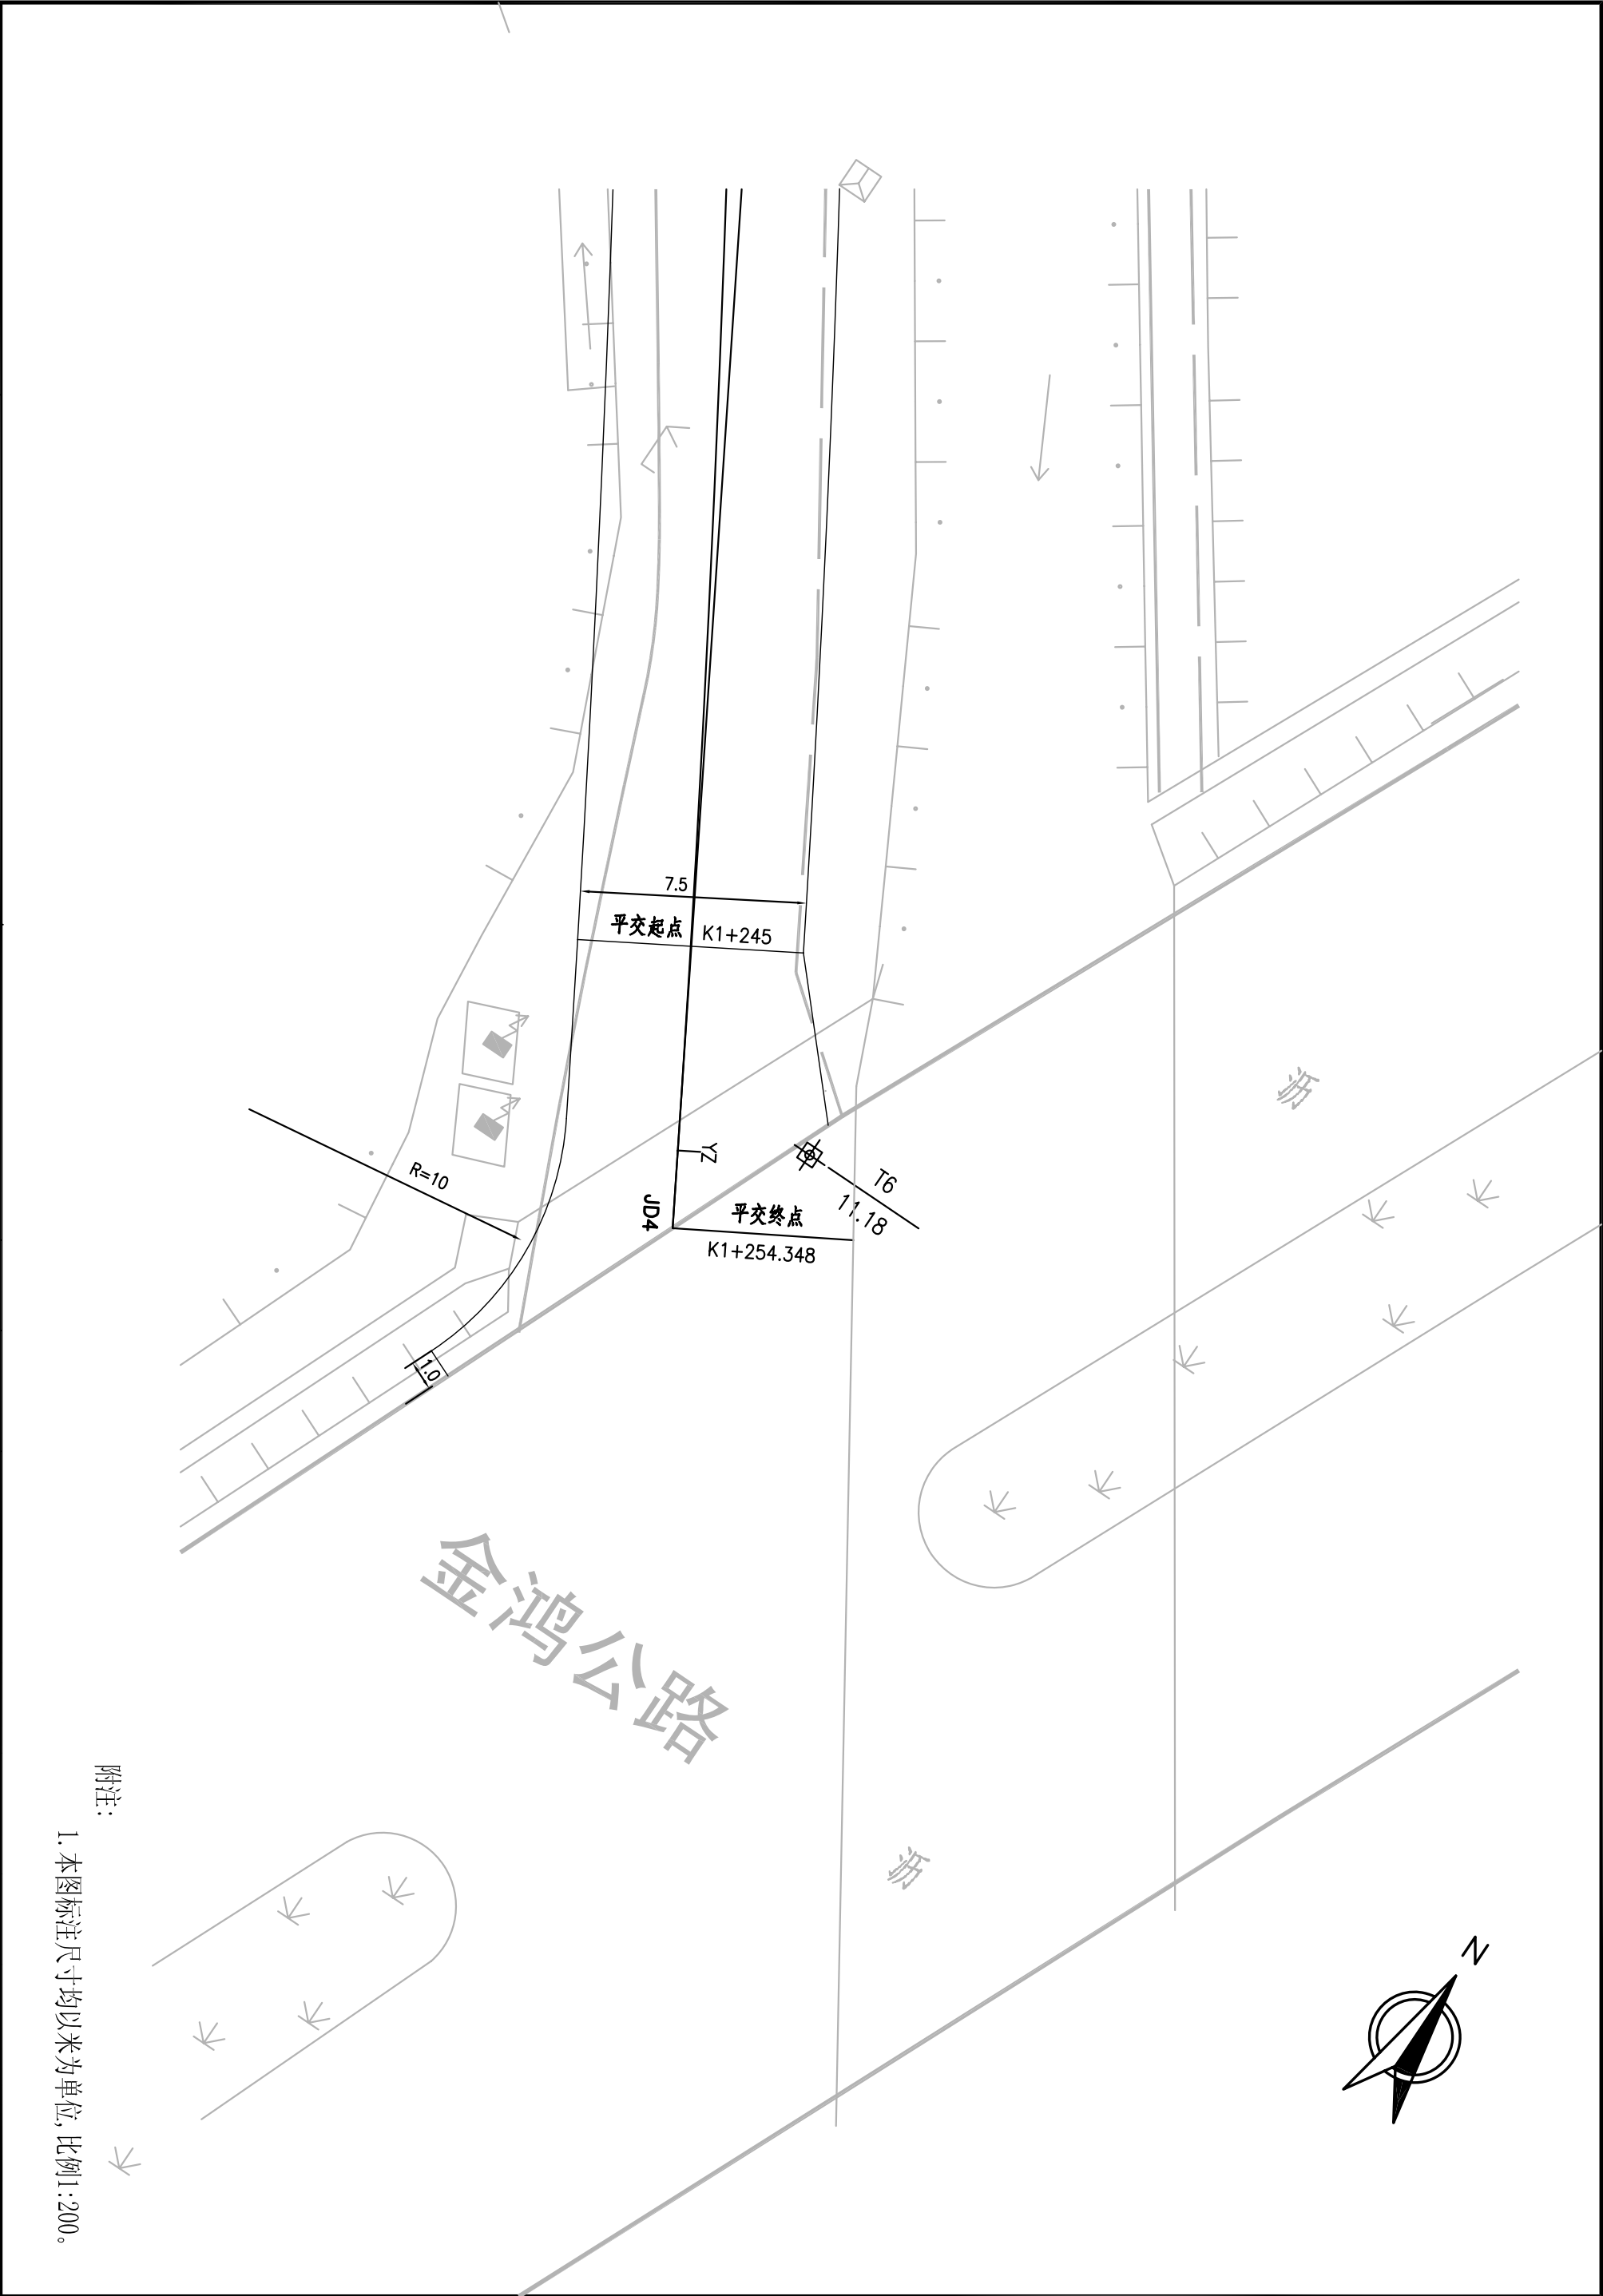 7.5
平交起点 K1+245
R=10
YZ
JD4
T6
11.18
平交终点
K1+254.348
1.0
沥
金鸿公路
沥
N
附注:
1.本图标注尺寸均以米为单位,比例1:200。